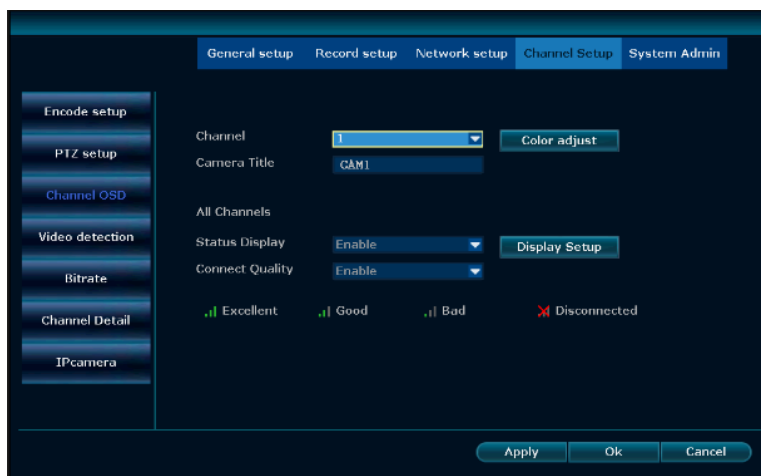 General setup Record setup Network setup Channel Setup System Admin
Encode setup
PTZ setup
Channel OSD
Video detection
Bitrate
Channel Detail
IPcamera
Channel 1 Color adjust
Camera Title CAM1
All Channels
Status Display Enable Display Setup
Connect Quality Enable
Excellent Good Bad Disconnected
Apply Ok Cancel